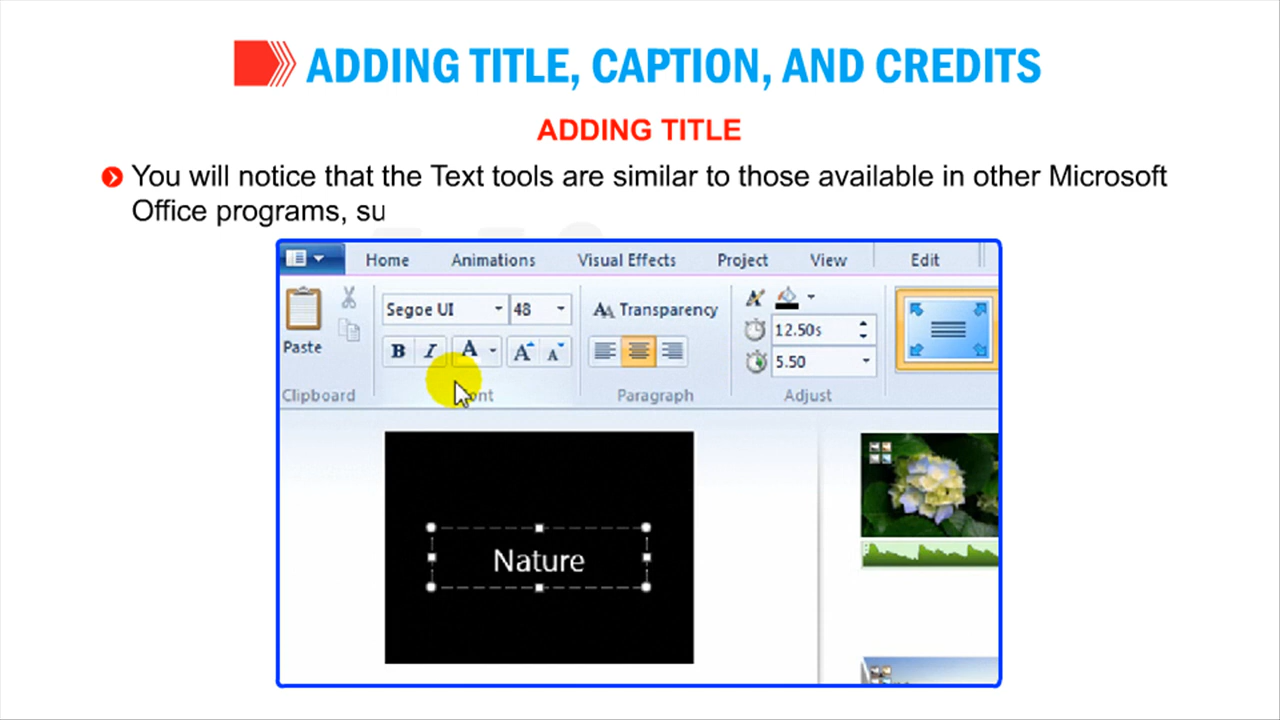 ADDING TITLE, CAPTION, AND CREDITS
ADDING TITLE
You will notice that the Text tools are similar to those available in other Microsoft
Office programs, su
Home Animations Visual Effects Project View Edit
Segoe UI 48 Transparency
12.50s
Paste B I A A A 5.50
Clipboard Paragraph Adjust
Nature